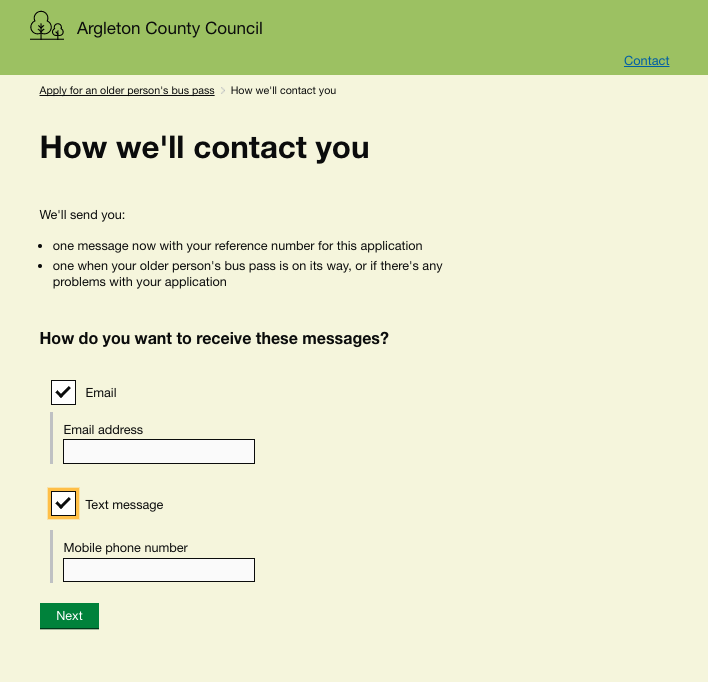 Argleton County Council
Contact
Apply for an older person's bus pass > How we'll contact you
How we'll contact you
We'll send you:
• one message now with your reference number for this application
• one when your older person's bus pass is on its way, or if there's any
problems with your application
How do you want to receive these messages?
Email
Email address
Text message
Mobile phone number
Next